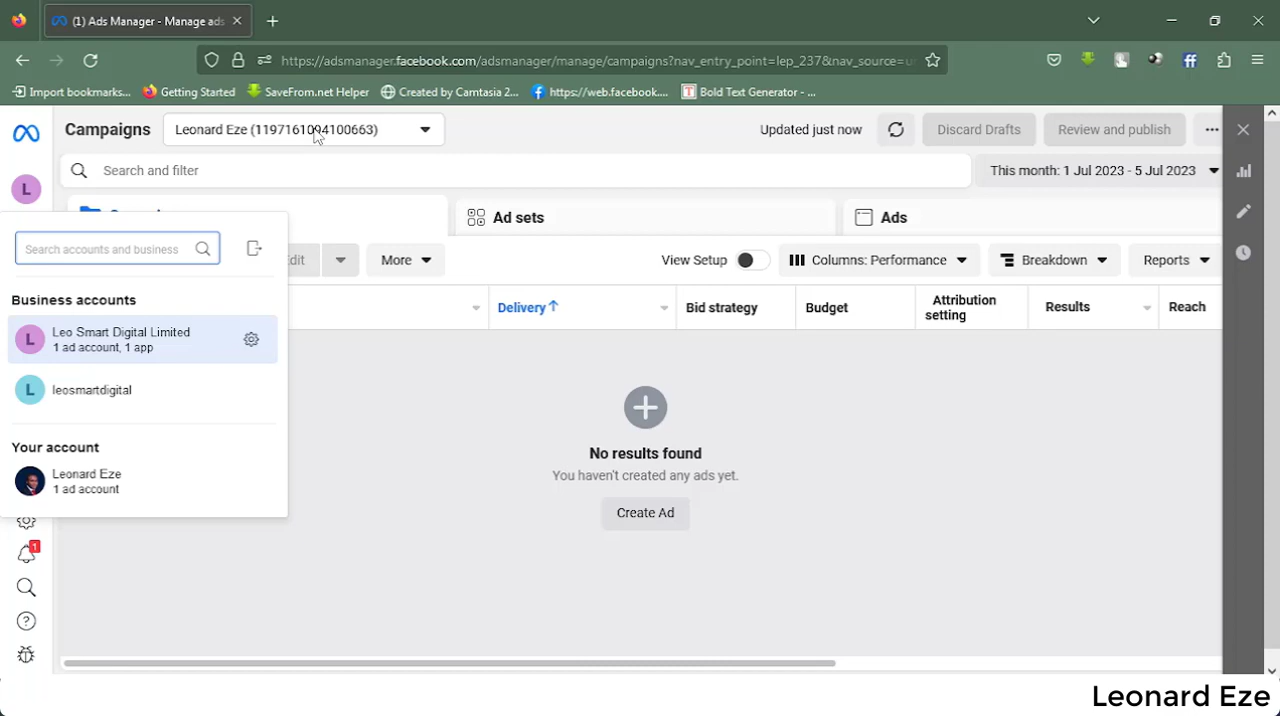 (1) Ads Manager - Manage ads
https://adsmanager.facebook.com/adsmanager/manage/campaigns?nav_entry_point=lep_237&nav_source=u
Import bookmarks...
Getting Started
SaveFrom.net Helper
Created by Camtasia 2...
https://web.facebook....
Bold Text Generator - ...
Campaigns
Leonard Eze (1197161094100663)
Updated just now
Discard Drafts
Review and publish
L
Search and filter
This month: 1 Jul 2023 - 5 Jul 2023
Ad sets
Ads
Search accounts and business
More
View Setup
Columns: Performance
Breakdown
Reports
Business accounts
Delivery
Bid strategy
Budget
Attribution
setting
Results
Reach
L
Leo Smart Digital Limited
1 ad account, 1 app
L
leosmartdigital
Your account
Leonard Eze
1 ad account
No results found
You haven't created any ads yet.
Create Ad
1
Leonard Eze